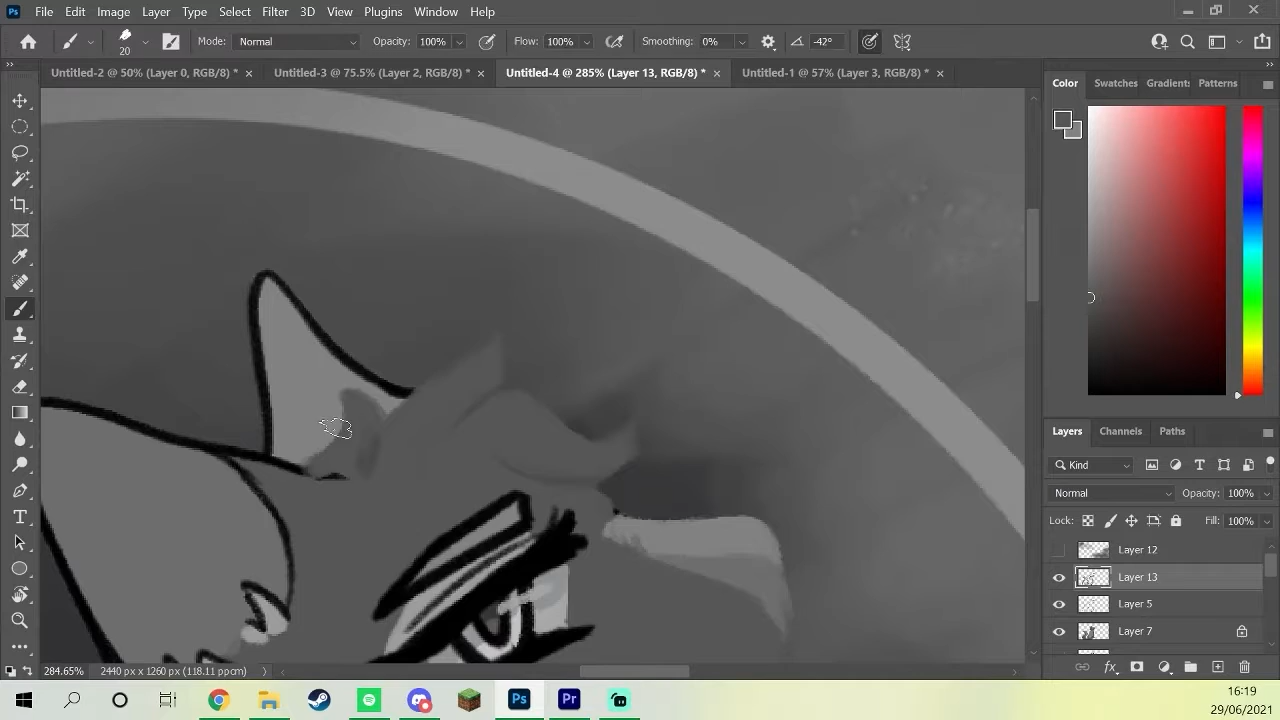 Ps File Edit Image Layer Type Select Filter 3D View Plugins Window Help
20 Mode: Normal Opacity: 100% Flow: 100% Smoothing: 0% -42°
Untitled-2 @ 50% (Layer 0, RGB/8) * Untitled-3 @ 75.5% (Layer 2, RGB/8) * Untitled-4 @ 285% (Layer 13, RGB/8) * Untitled-1 @ 57% (Layer 3, RGB/8) *
Color Swatches Gradients Patterns
Layers Channels Paths
Kind
Normal Opacity: 100%
Lock: Fill: 100%
Layer 12
Layer 13
Layer 5
Layer 7
284.65% 2440 px x 1260 px (118.11 ppcm)
Ps Pr
16:19
29/06/2021